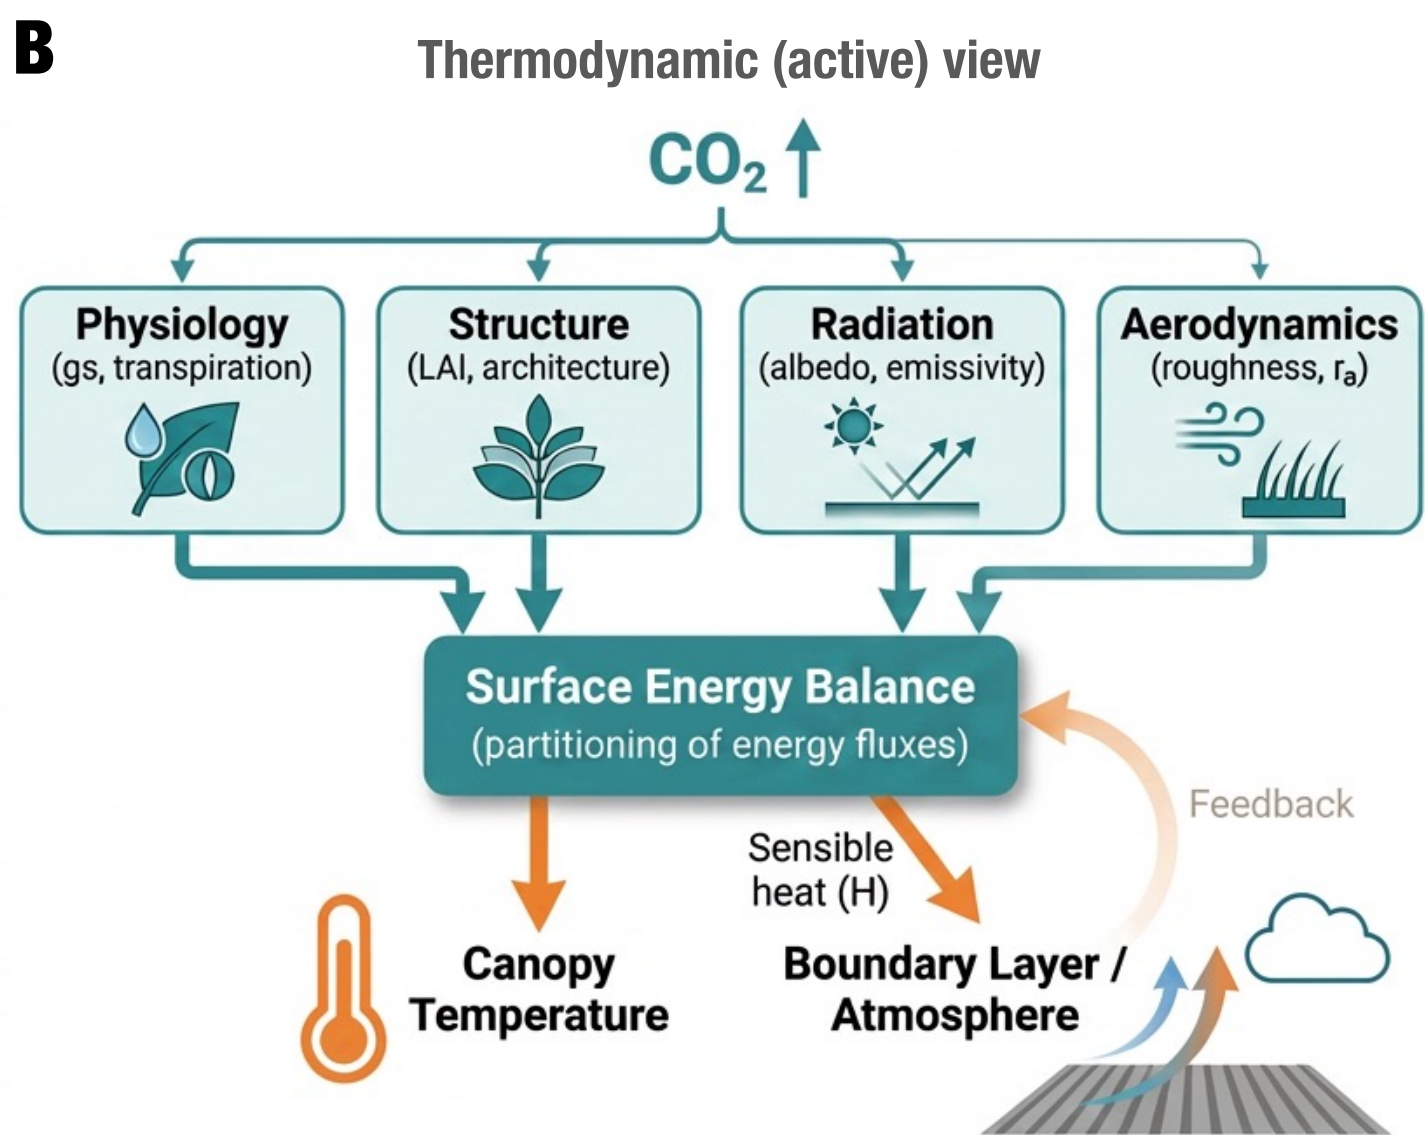 B
Thermodynamic (active) view
CO₂
Physiology
(gs, transpiration)
Structure
(LAI, architecture)
Radiation
(albedo, emissivity)
Aerodynamics
(roughness, rₐ)
Surface Energy Balance
(partitioning of energy fluxes)
Feedback
Sensible
heat (H)
Canopy
Temperature
Boundary Layer /
Atmosphere